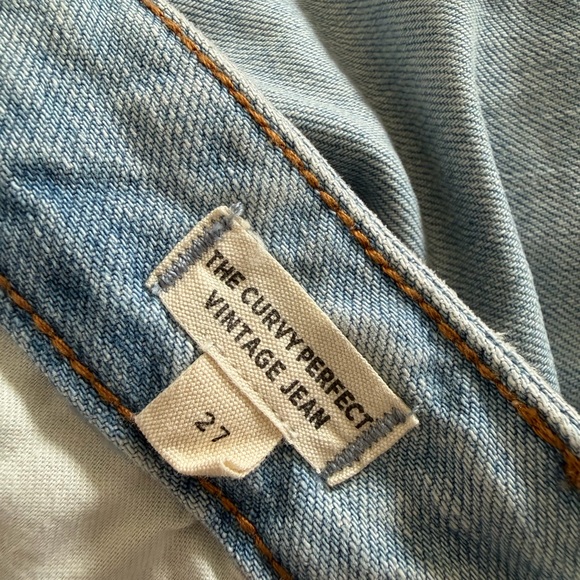 THE CURVY PERFECT
VINTAGE JEAN
27